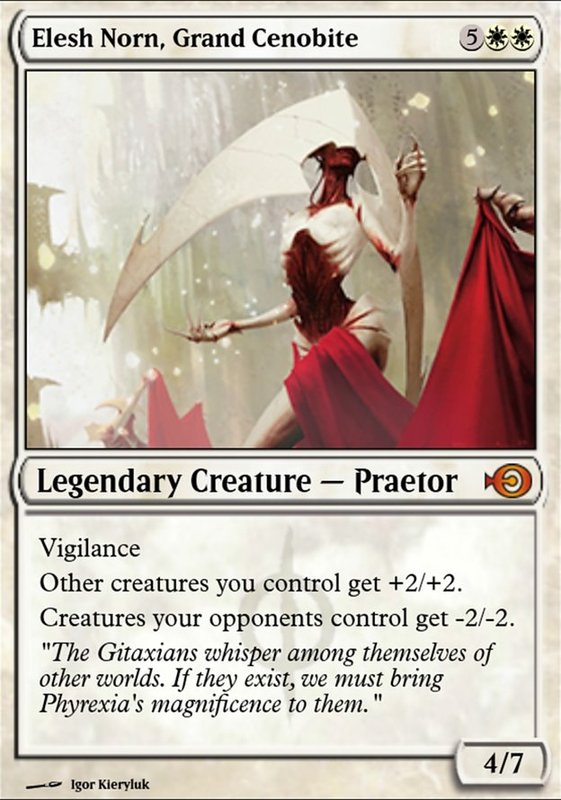 Elesh Norn, Grand Cenobite 5
Legendary Creature — Praetor
Vigilance
Other creatures you control get +2/+2.
Creatures your opponents control get -2/-2.
"The Gitaxians whisper among themselves of
other worlds. If they exist, we must bring
Phyrexia's magnificence to them."
4/7
Igor Kieryluk